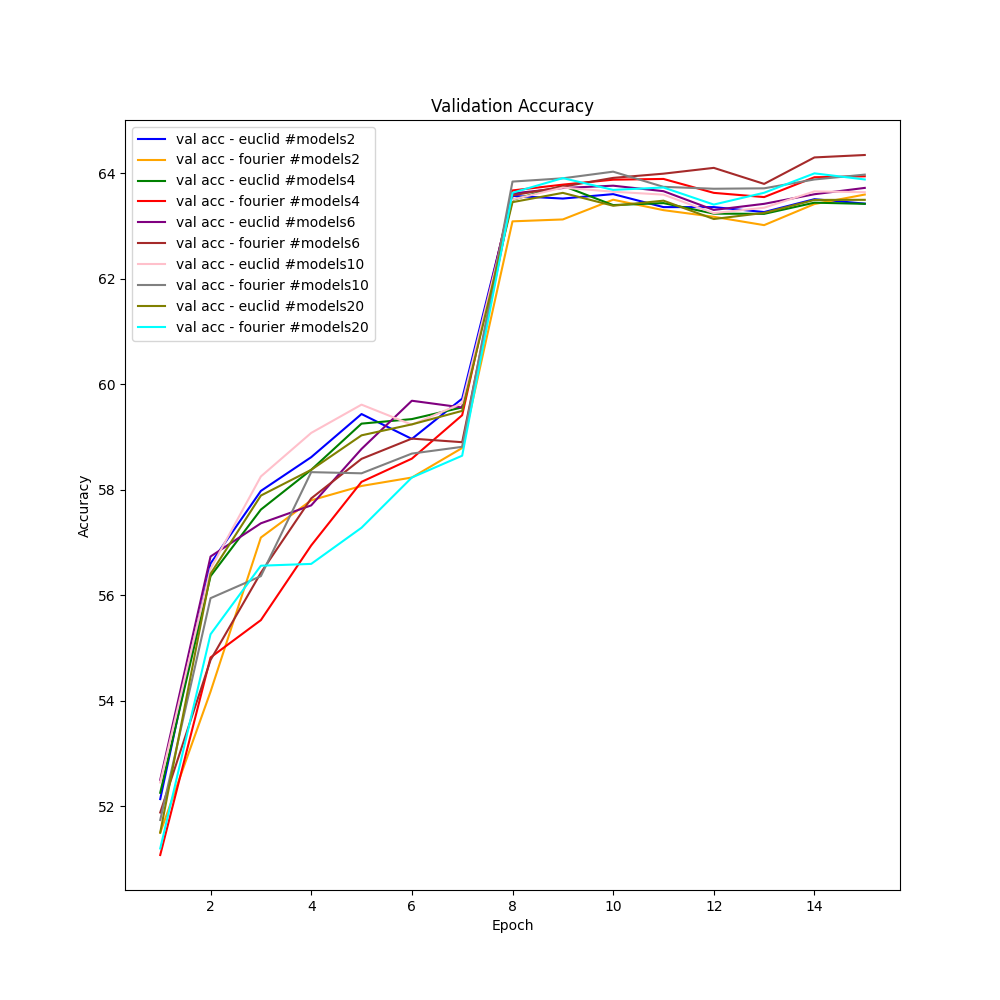 Validation Accuracy
val acc - euclid #models2
val acc - fourier #models2
val acc - euclid #models4
val acc - fourier #models4
val acc - euclid #models6
val acc - fourier #models6
val acc - euclid #models10
val acc - fourier #models10
val acc - euclid #models20
val acc - fourier #models20
64
62
60
58
56
54
52
Accuracy
2 4 6 8 10 12 14
Epoch